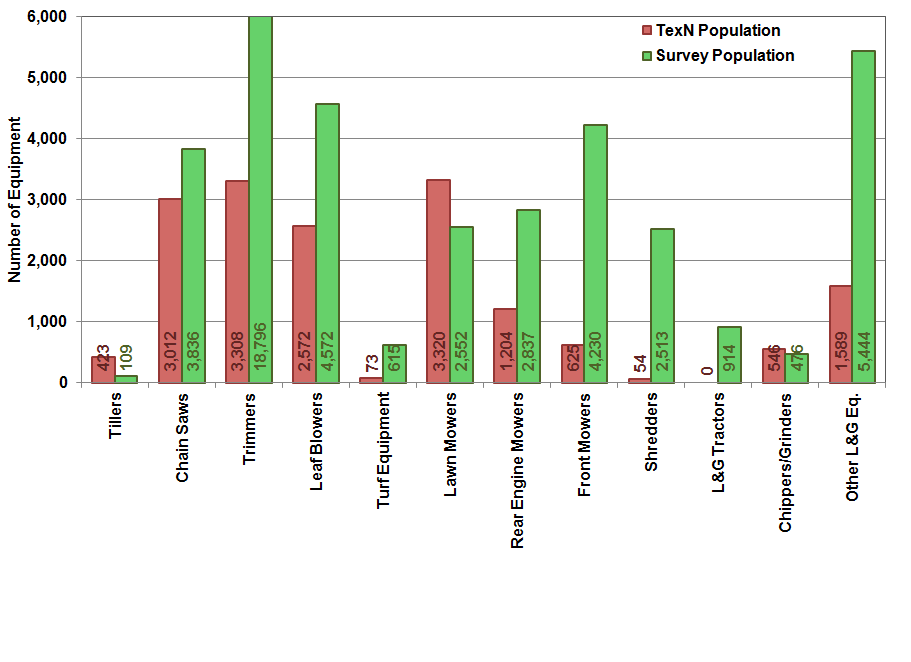 6,000
5,000
4,000
3,000
2,000
1,000
0
Number of Equipment
TexN Population
Survey Population
423
109
3,012
3,836
3,308
18,796
2,572
4,572
73
615
3,320
2,552
1,204
2,837
625
4,230
54
2,513
0
914
546
476
1,589
5,444
Tillers
Chain Saws
Trimmers
Leaf Blowers
Turf Equipment
Lawn Mowers
Rear Engine Mowers
Front Mowers
Shredders
L&G Tractors
Chippers/Grinders
Other L&G Eq.